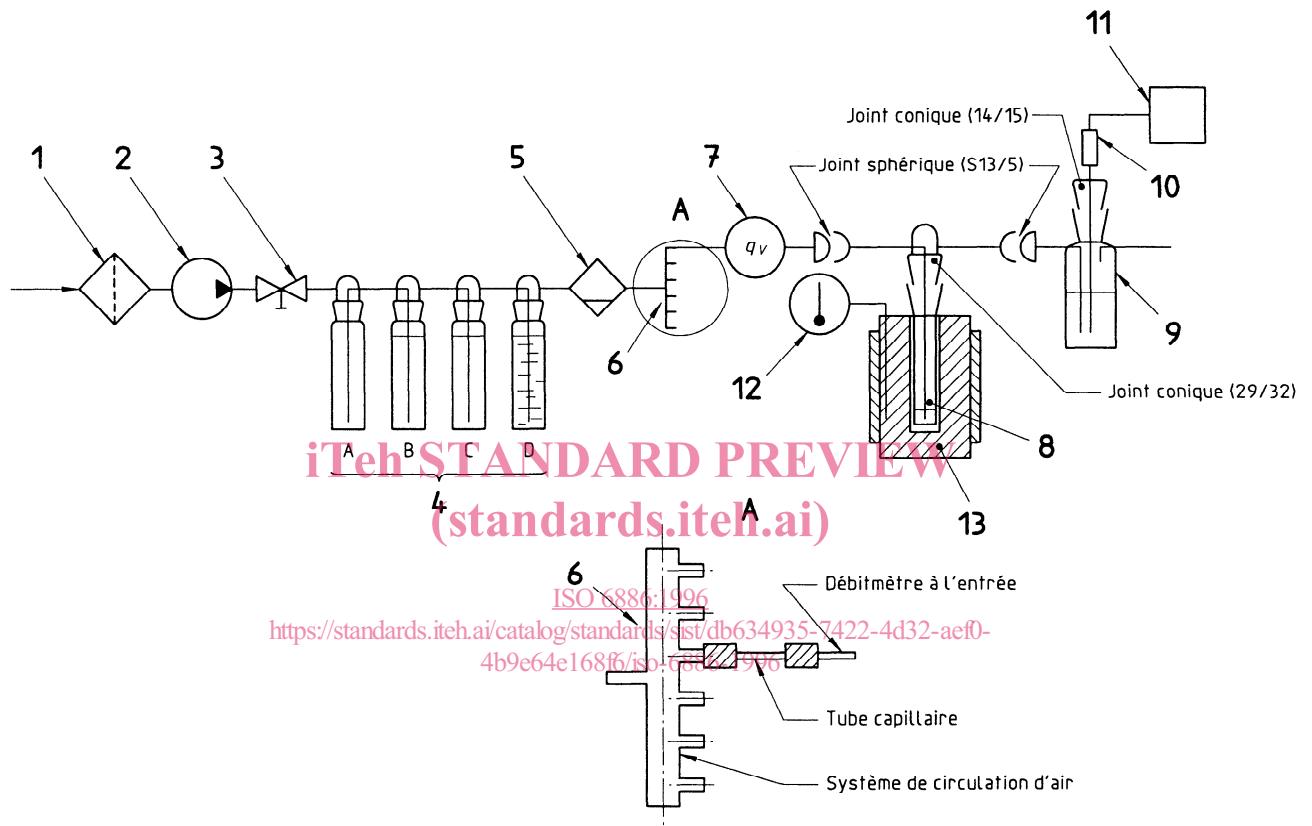 11
Joint conique (14/15)
1
2
3
5
7
Joint sphérique (S13/5)
10
A
qv
6
12
9
Joint conique (29/32)
A
B
C
D
8
4
13
iTeh STANDARD PREVIEW
(standards.iteh.ai)
A
6
Débitmètre à l'entrée
ISO 6886:1996
https://standards.iteh.ai/catalog/standards/sist/db634935-7422-4d32-aef0-
4b9e64e168f6/iso-6886-1996
Tube capillaire
Système de circulation d'air